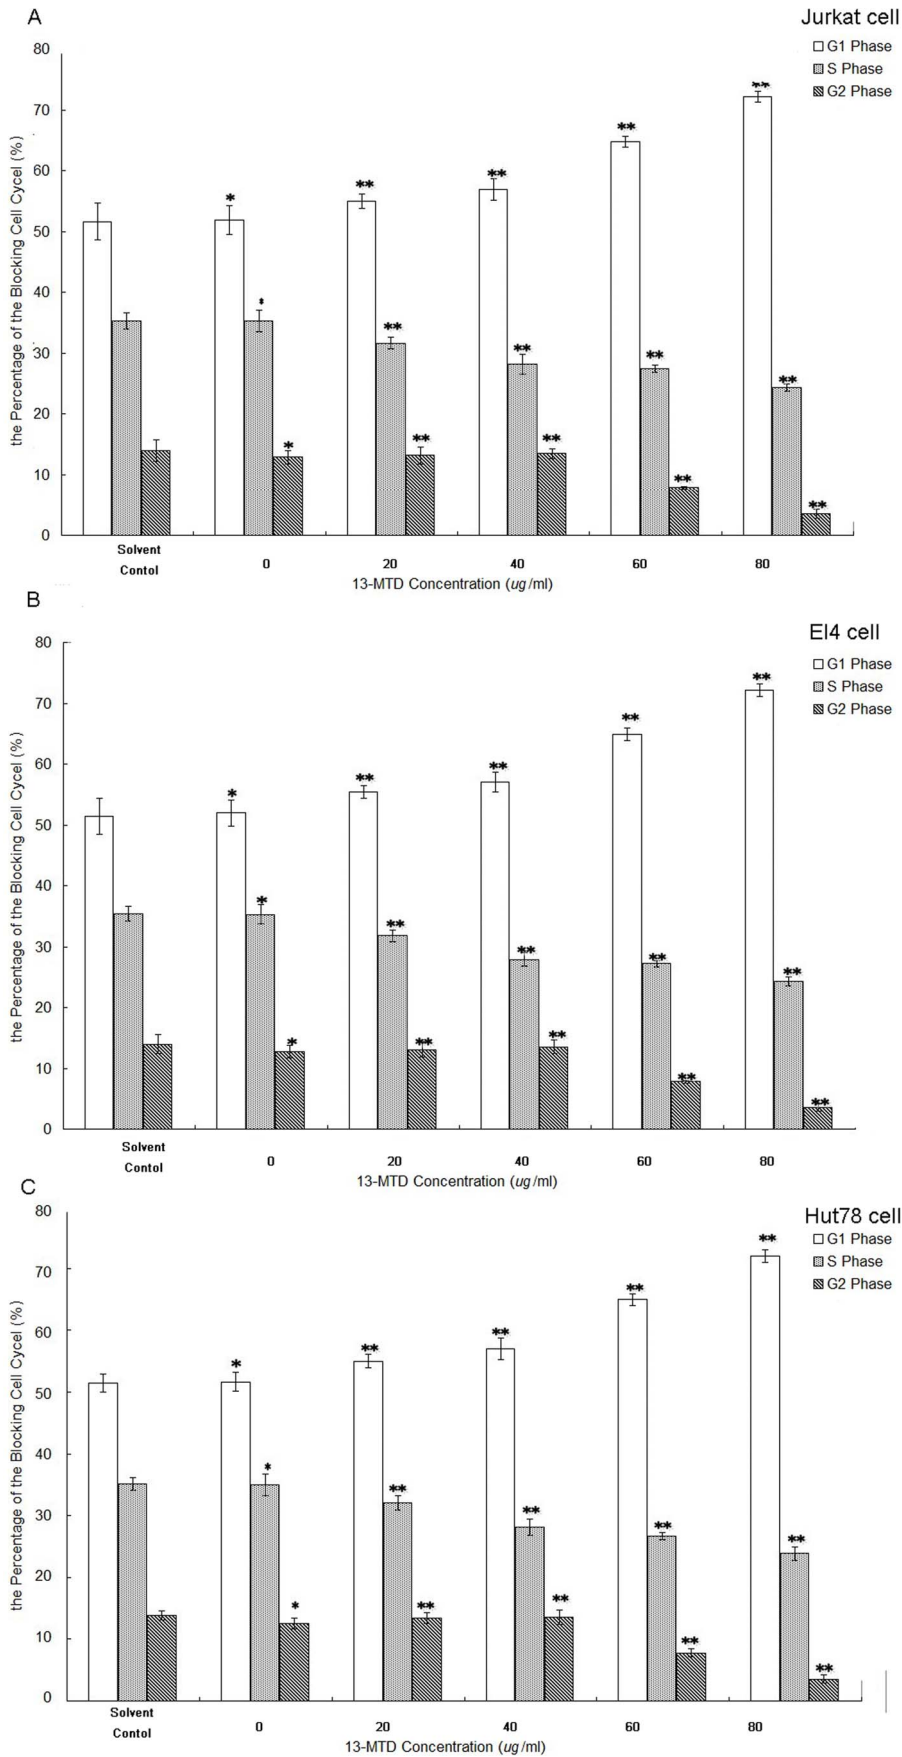 A
Jurkat cell
G1 Phase
S Phase
G2 Phase
the Percentage of the Blocking Cell Cycel (%)
80
70
60
50
40
30
20
10
0
* ** ** ** **
* ** ** ** **
* ** ** ** **
Solvent
Contol
0 20 40 60 80
13-MTD Concentration (ug/ml)
B
El4 cell
G1 Phase
S Phase
G2 Phase
the Percentage of the Blocking Cell Cycel (%)
80
70
60
50
40
30
20
10
0
* ** ** ** **
* ** ** ** **
* ** ** ** **
Solvent
Contol
0 20 40 60 80
13-MTD Concentration (ug/ml)
C
Hut78 cell
G1 Phase
S Phase
G2 Phase
the Percentage of the Blocking Cell Cycel (%)
80
70
60
50
40
30
20
10
0
* ** ** ** **
* ** ** ** **
* ** ** ** **
Solvent
Contol
0 20 40 60 80
13-MTD Concentration (ug/ml)